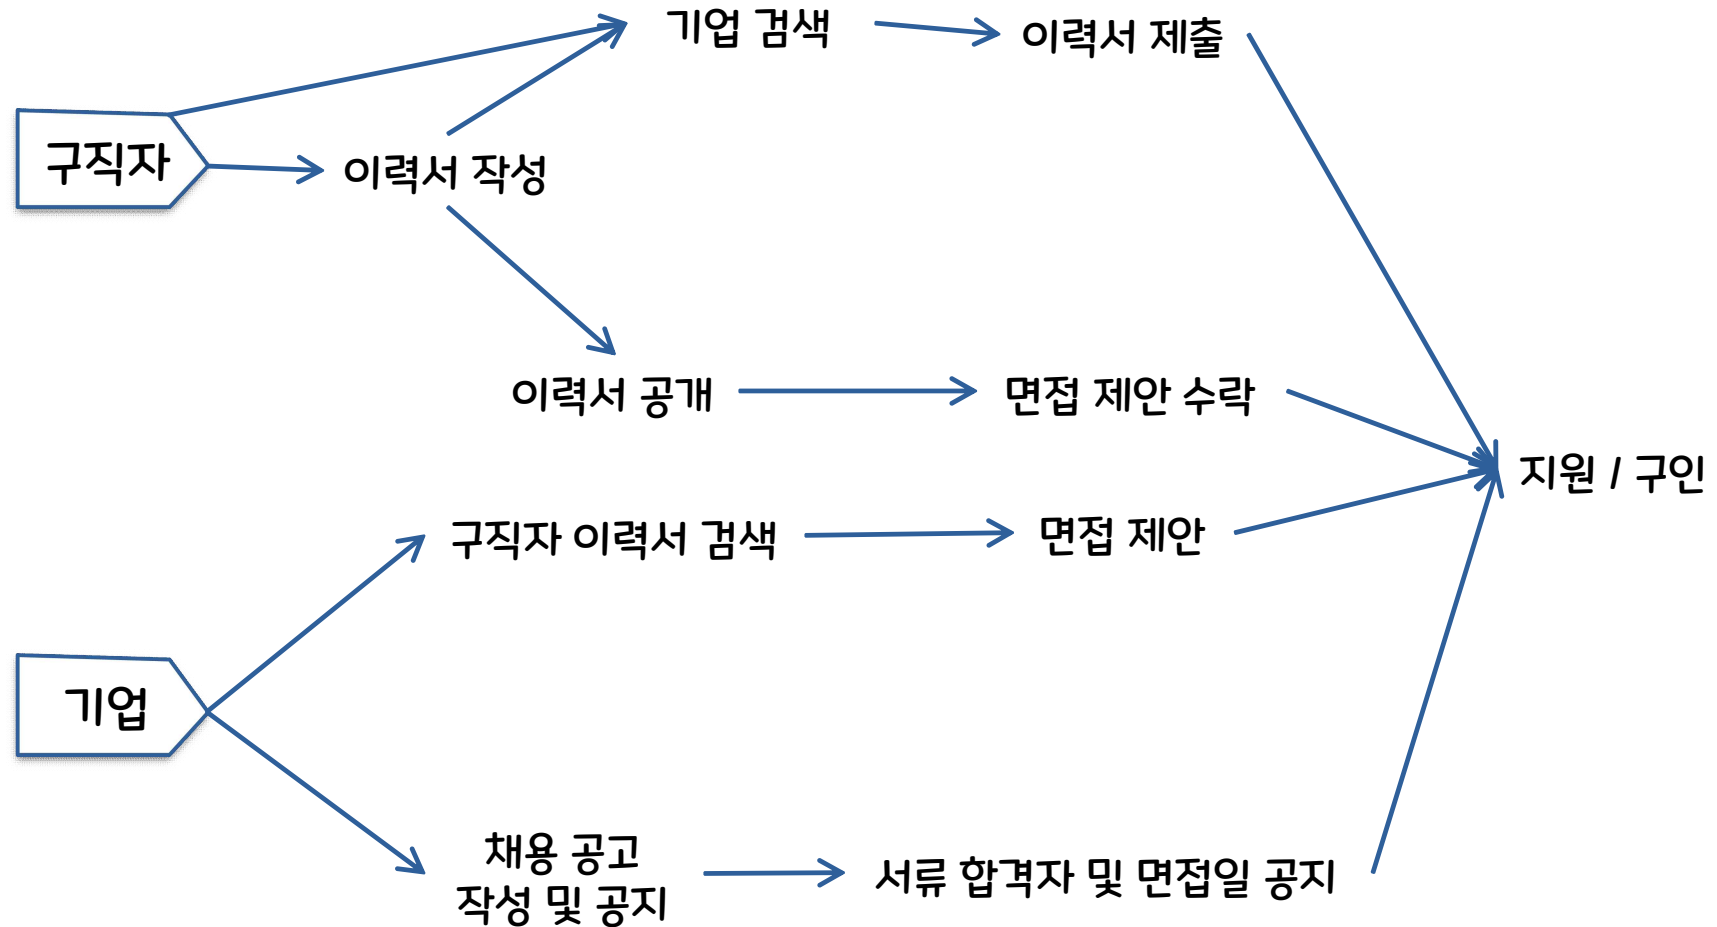 기업 검색
이력서 제출
구직자
이력서 작성
이력서 공개
면접 제안 수락
지원 / 구인
구직자 이력서 검색
면접 제안
기업
채용 공고
작성 및 공지
서류 합격자 및 면접일 공지